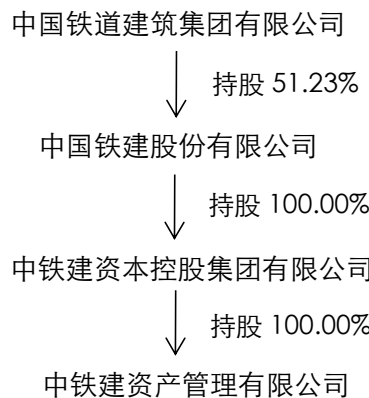 中国铁道建筑集团有限公司
持股 51.23%
中国铁建股份有限公司
持股 100.00%
中铁建资本控股集团有限公司
持股 100.00%
中铁建资产管理有限公司